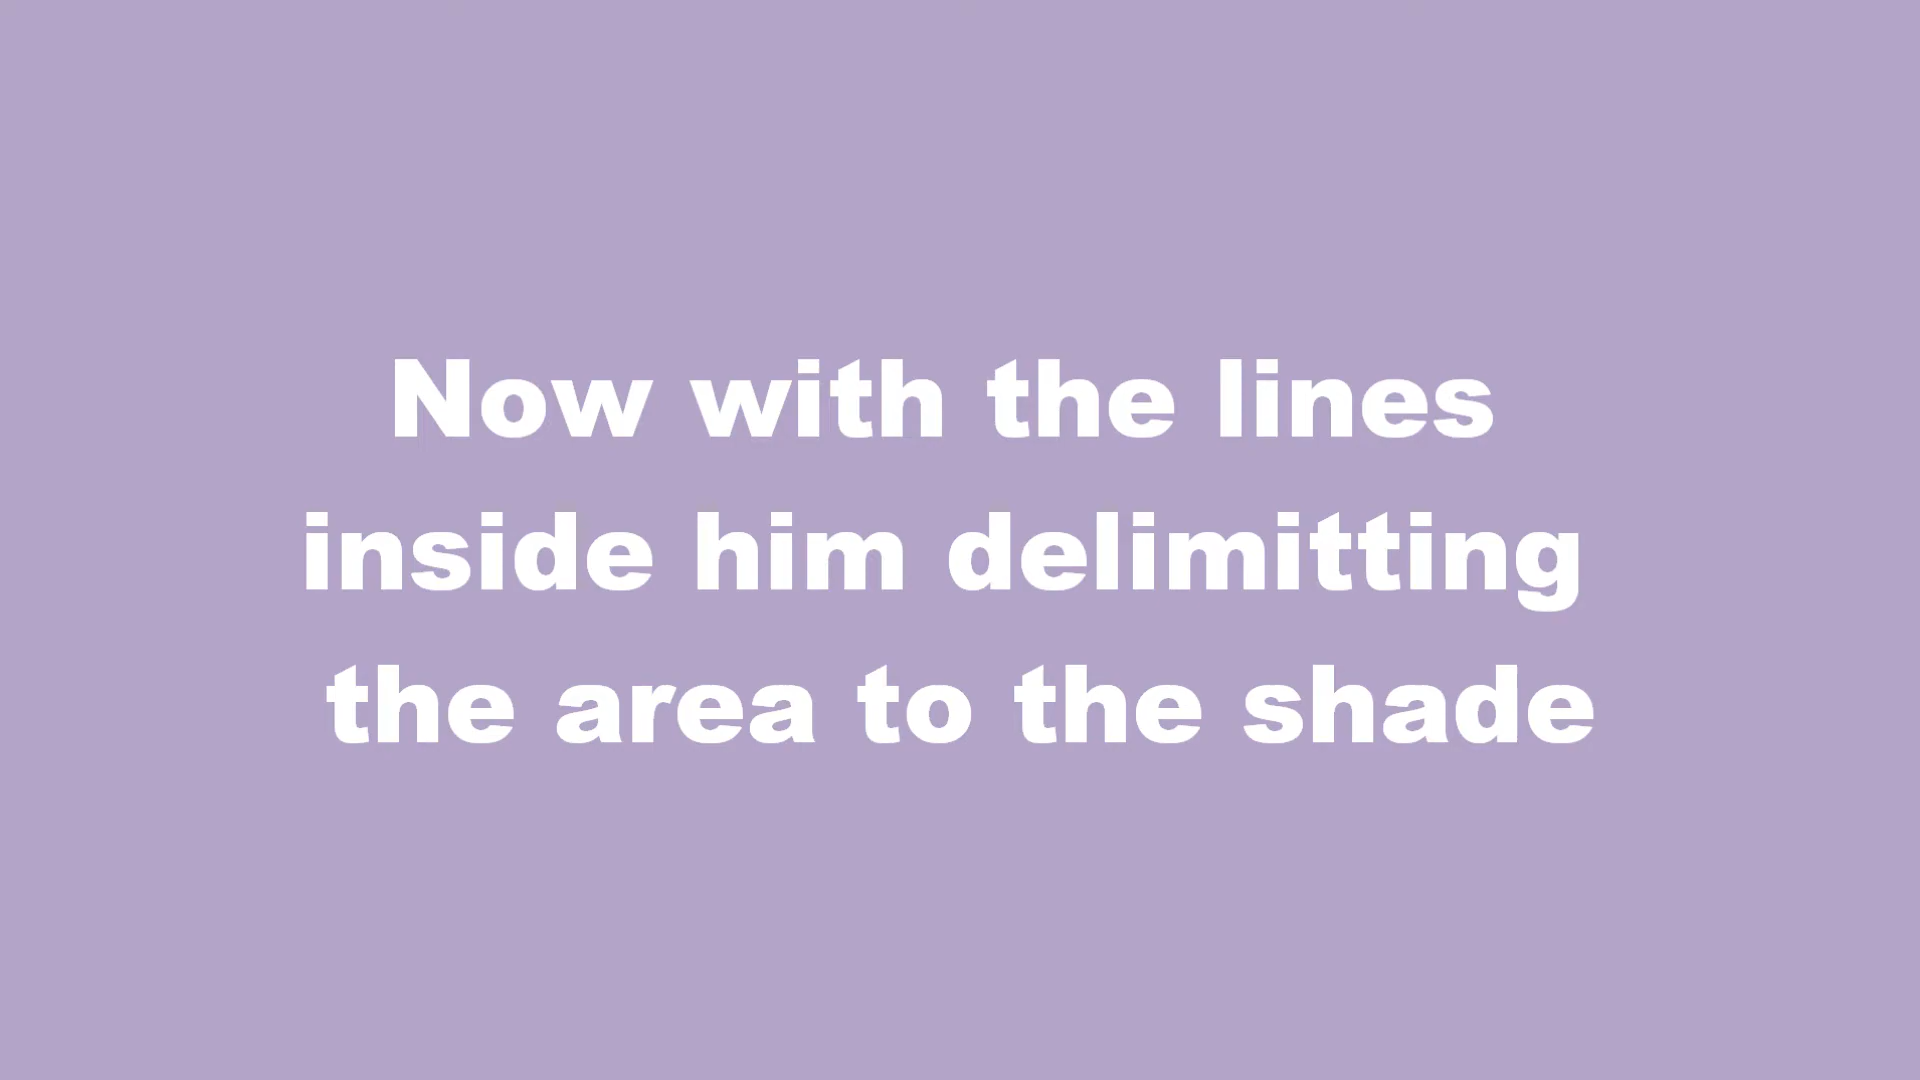 Now with the lines
inside him delimitting
the area to the shade